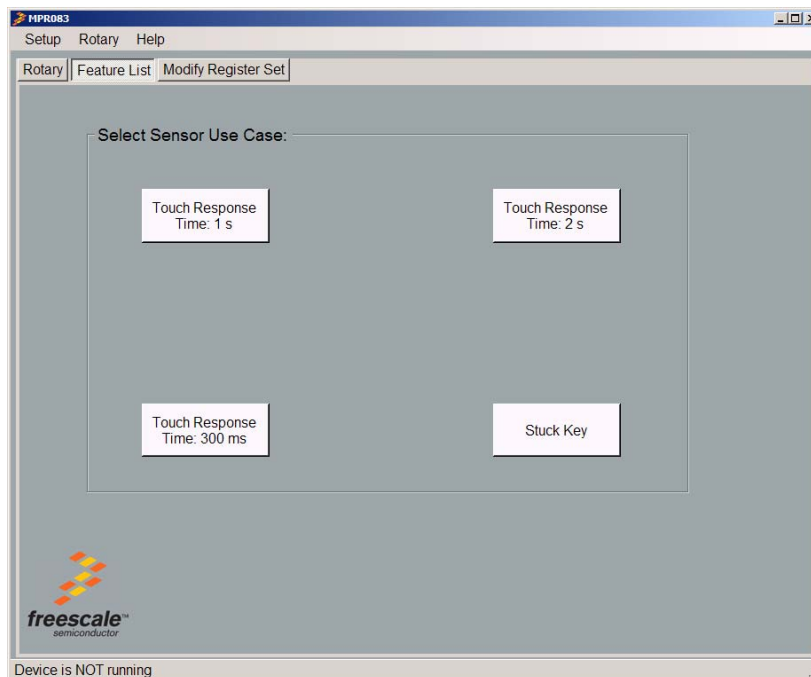 MPR083
Setup Rotary Help
Rotary Feature List Modify Register Set
Select Sensor Use Case:
Touch Response
Time: 1 s
Touch Response
Time: 2 s
Touch Response
Time: 300 ms
Stuck Key
freescale™
semiconductor
Device is NOT running